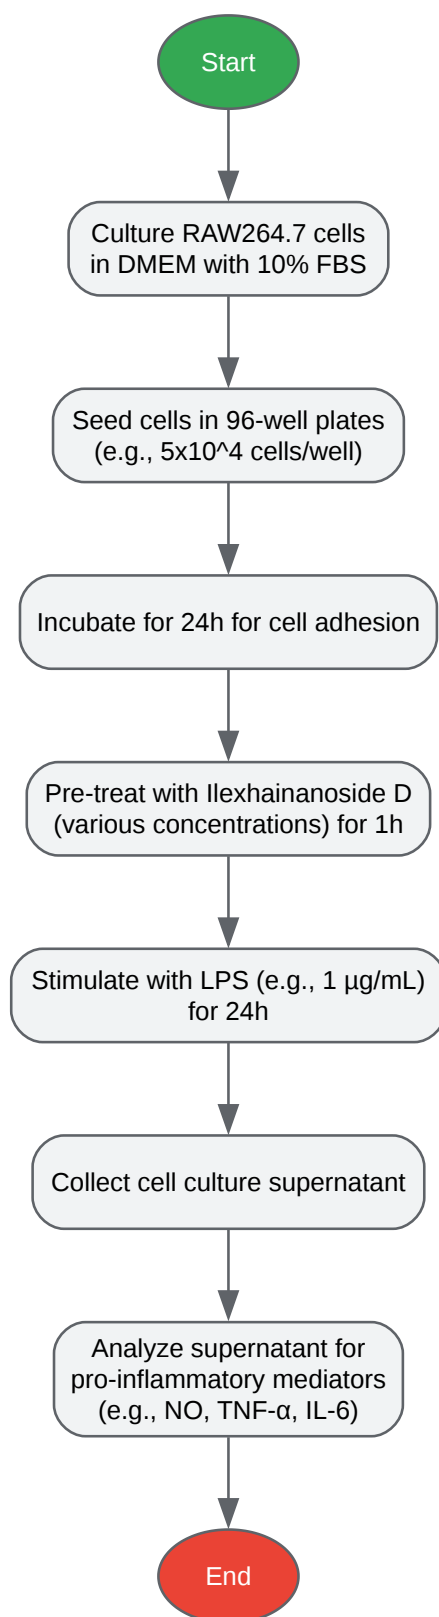 Start
Culture RAW264.7 cells
in DMEM with 10% FBS
Seed cells in 96-well plates
(e.g., 5x10^4 cells/well)
Incubate for 24h for cell adhesion
Pre-treat with Ilexhainanoside D
(various concentrations) for 1h
Stimulate with LPS (e.g., 1 µg/mL)
for 24h
Collect cell culture supernatant
Analyze supernatant for
pro-inflammatory mediators
(e.g., NO, TNF-α, IL-6)
End